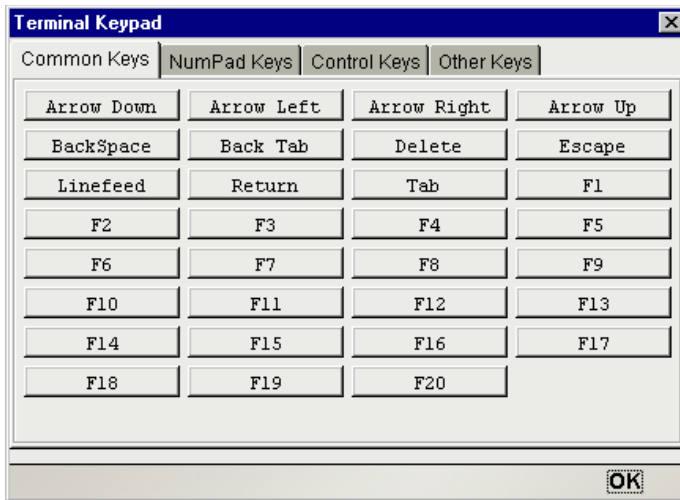 Terminal Keypad
Common Keys NumPad Keys Control Keys Other Keys
Arrow Down Arrow Left Arrow Right Arrow Up
BackSpace Back Tab Delete Escape
Linefeed Return Tab F1
F2 F3 F4 F5
F6 F7 F8 F9
F10 F11 F12 F13
F14 F15 F16 F17
F18 F19 F20
OK